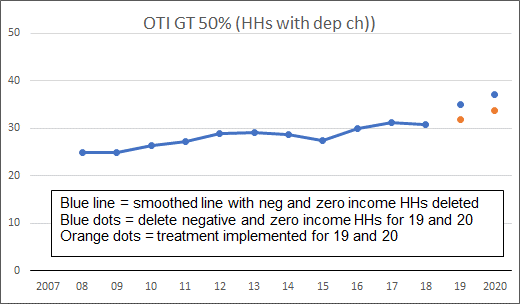 OTI GT 50% (HHs with dep ch))
50
40
30
20
10
0
Blue line = smoothed line with neg and zero income HHs deleted
Blue dots = delete negative and zero income HHs for 19 and 20
Orange dots = treatment implemented for 19 and 20
2007 08 09 10 11 12 13 14 15 16 17 18 19 2020